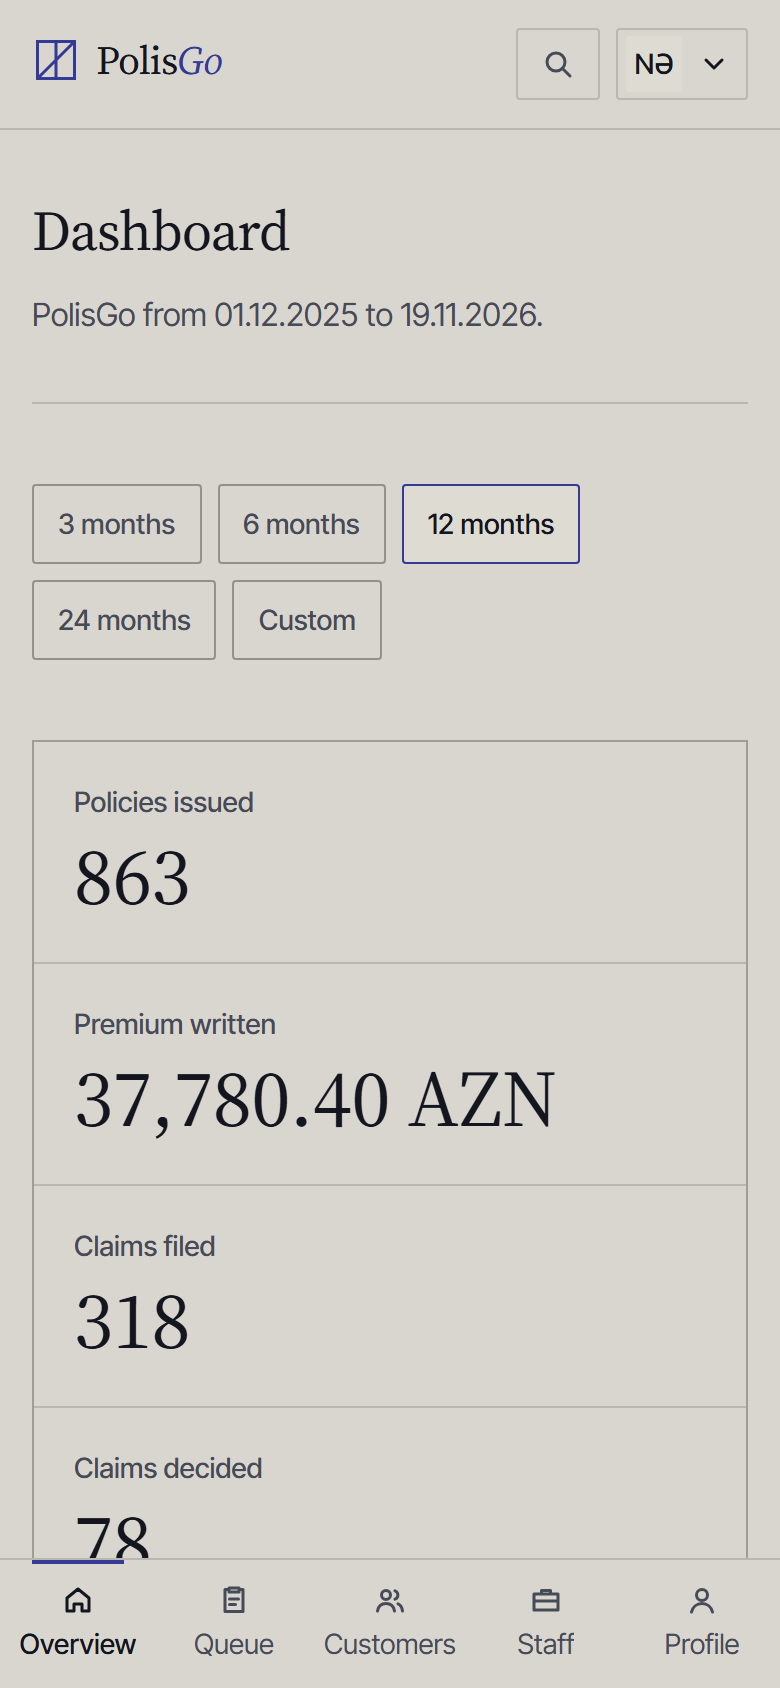 PolisGo
NƏ
Dashboard
PolisGo from 01.12.2025 to 19.11.2026.
3 months
6 months
12 months
24 months
Custom
Policies issued
863
Premium written
37,780.40 AZN
Claims filed
318
Claims decided
78
Overview
Queue
Customers
Staff
Profile